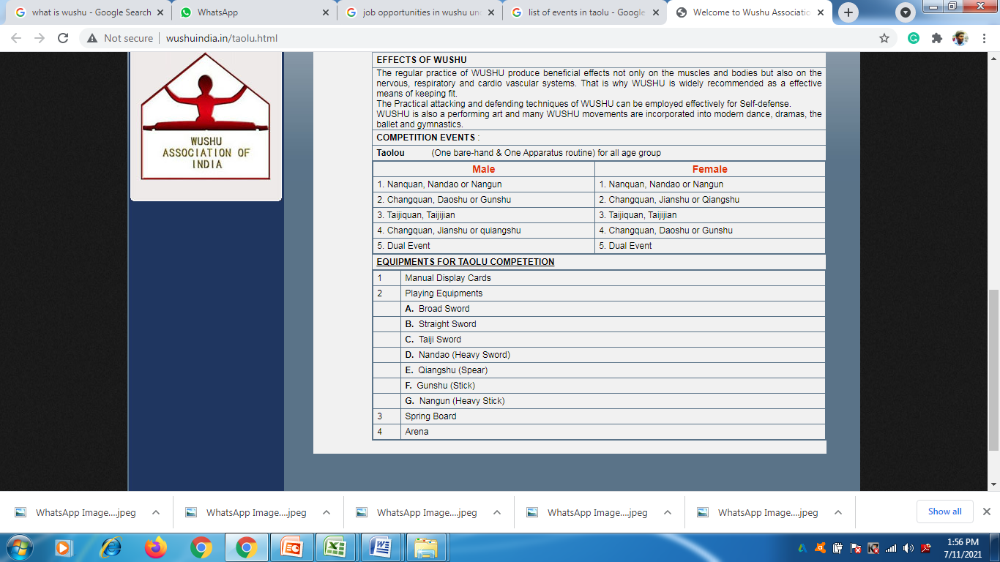 what is wushu - Google Search
WhatsApp
job opportunities in wushu und
list of events in taolu - Google
Welcome to Wushu Associatio
Not secure
wushuindia.in/taolu.html
WUSHU
ASSOCIATION OF
INDIA
EFFECTS OF WUSHU
The regular practice of WUSHU produce beneficial effects not only on the muscles and bodies but also on the
nervous, respiratory and cardio vascular systems. That is why WUSHU is widely recommended as a effective
means of keeping fit.
The Practical attacking and defending techniques of WUSHU can be employed effectively for Self-defense.
WUSHU is also a performing art and many WUSHU movements are incorporated into modern dance, dramas, the
ballet and gymnastics.
COMPETITION EVENTS :
Taolou (One bare-hand & One Apparatus routine) for all age group
Male Female
1. Nanquan, Nandao or Nangun 1. Nanquan, Nandao or Nangun
2. Changquan, Daoshu or Gunshu 2. Changquan, Jianshu or Qiangshu
3. Taijiquan, Taijijian 3. Taijiquan, Taijijian
4. Changquan, Jianshu or quiangshu 4. Changquan, Daoshu or Gunshu
5. Dual Event 5. Dual Event
EQUIPMENTS FOR TAOLU COMPETETION
1 Manual Display Cards
2 Playing Equipments
A. Broad Sword
B. Straight Sword
C. Taiji Sword
D. Nandao (Heavy Sword)
E. Qiangshu (Spear)
F. Gunshu (Stick)
G. Nangun (Heavy Stick)
3 Spring Board
4 Arena
WhatsApp Image....jpeg
WhatsApp Image....jpeg
WhatsApp Image....jpeg
WhatsApp Image....jpeg
WhatsApp Image....jpeg
Show all
1:56 PM
7/11/2021